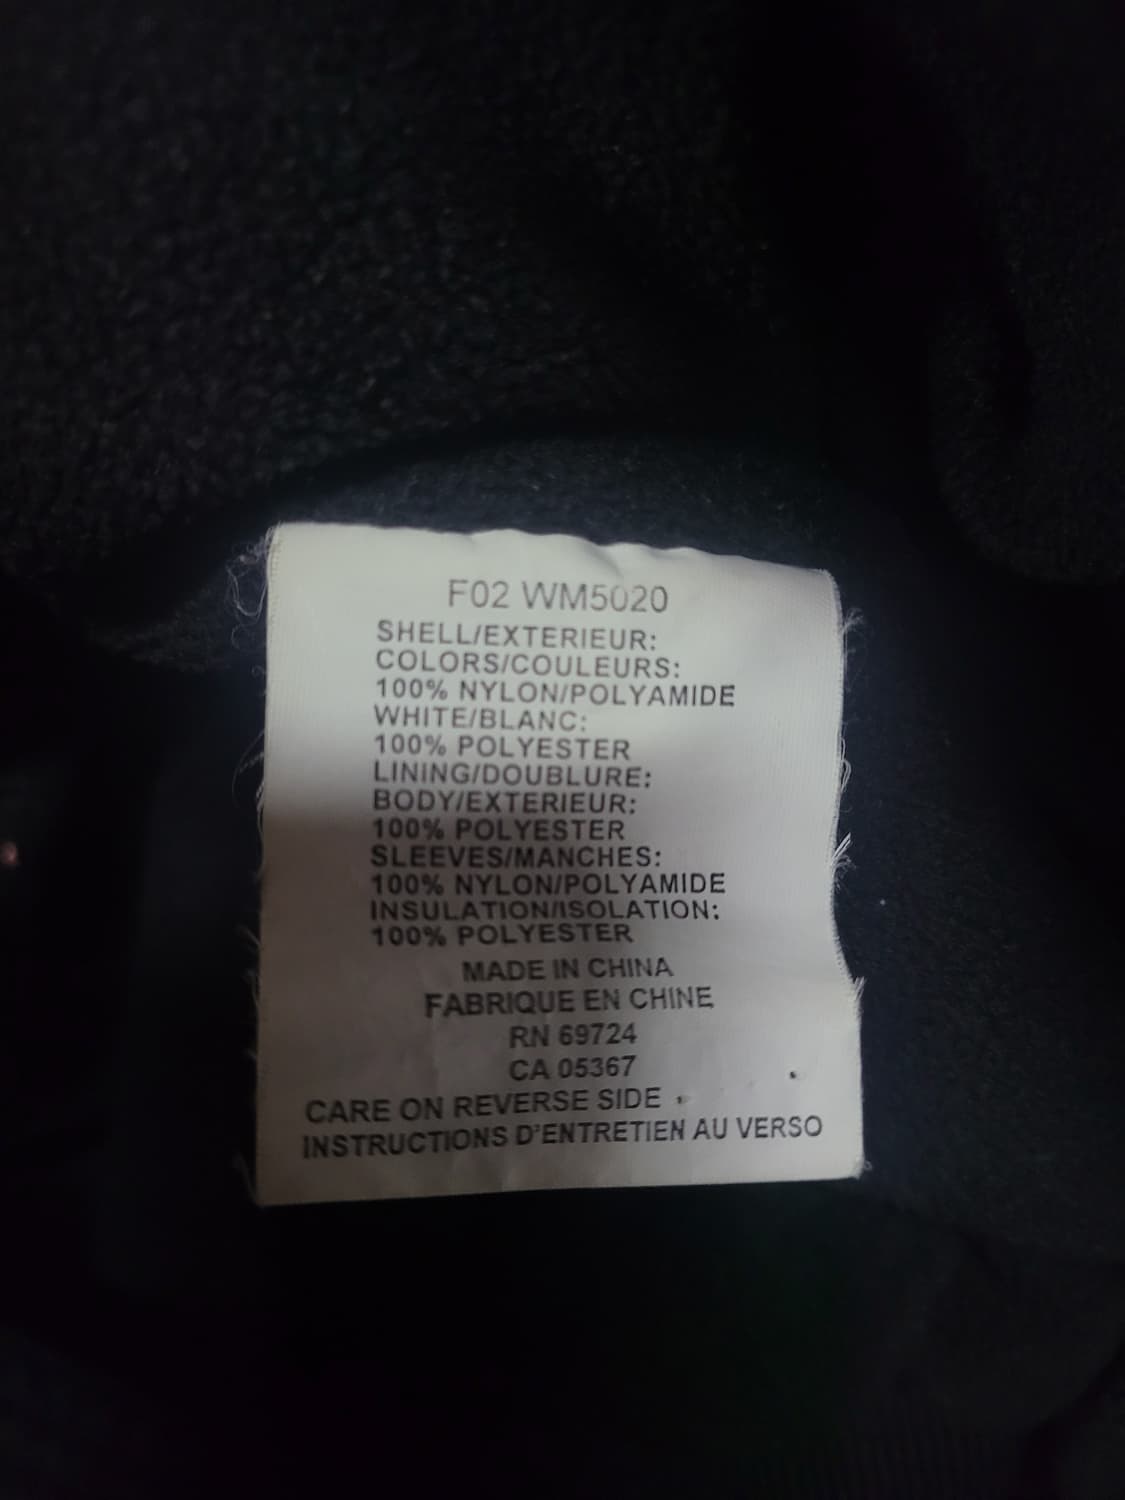 F02 WM5020
SHELL/EXTERIEUR:
COLORS/COULEURS:
100% NYLON/POLYAMIDE
WHITE/BLANC:
100% POLYESTER
LINING/DOUBLURE:
BODY/EXTERIEUR:
100% POLYESTER
SLEEVES/MANCHES:
100% NYLON/POLYAMIDE
INSULATION/ISOLATION:
100% POLYESTER
MADE IN CHINA
FABRIQUE EN CHINE
RN 69724
CA 05367
CARE ON REVERSE SIDE
INSTRUCTIONS D'ENTRETIEN AU VERSO